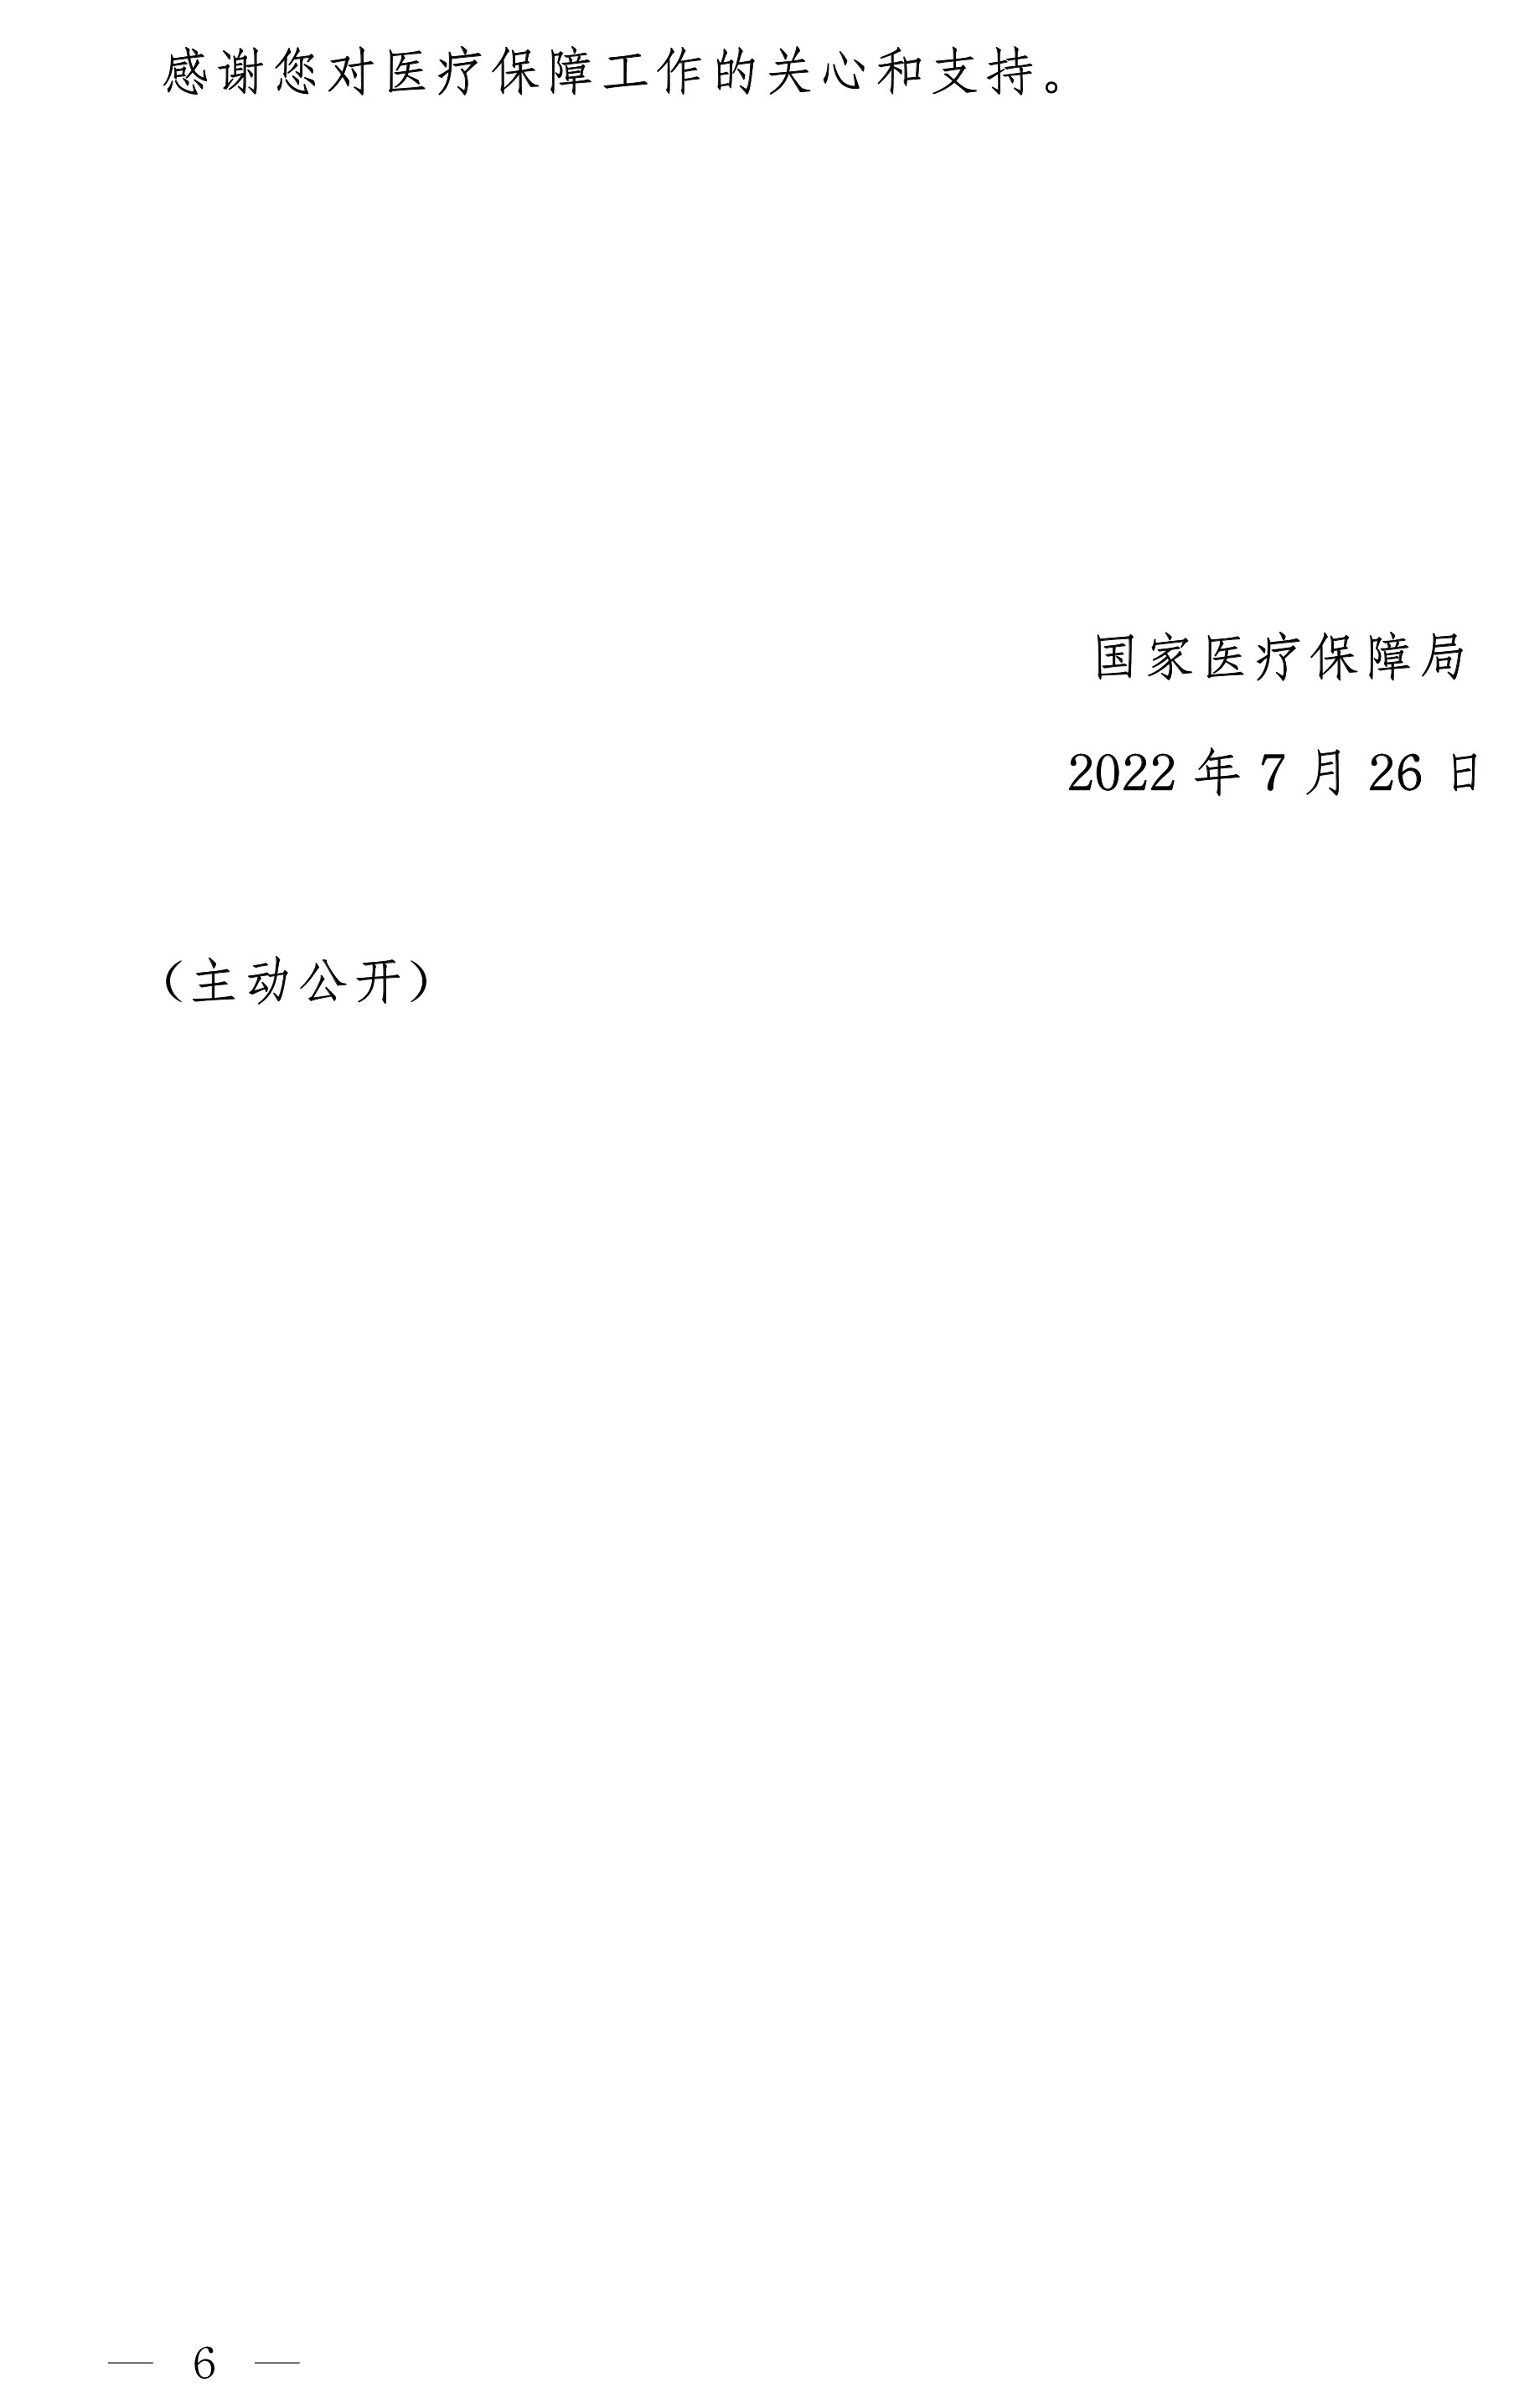 感谢您对医疗保障工作的关心和支持。
国家医疗保障局
2022 年 7 月 26 日
（主动公开）
— 6 —